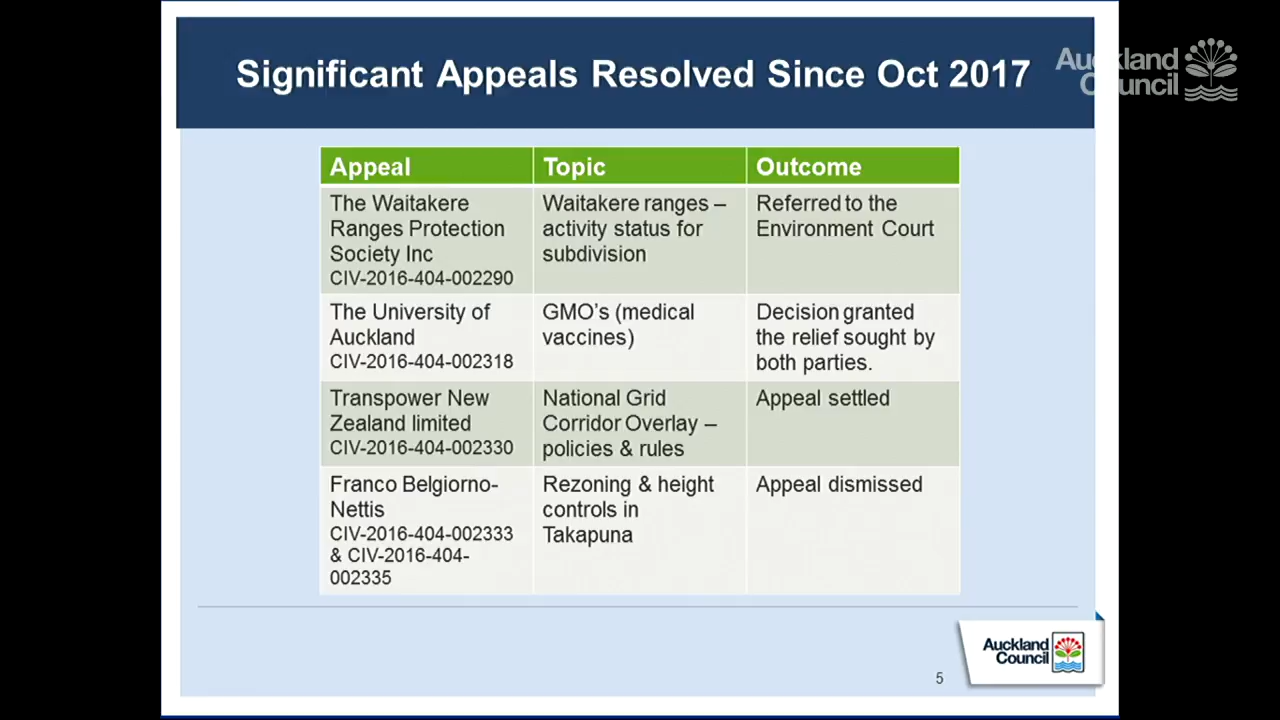 Significant Appeals Resolved Since Oct 2017
Auckland
Council
Appeal
Topic
Outcome
The Waitakere
Ranges Protection
Society Inc
CIV-2016-404-002290
Waitakere ranges –
activity status for
subdivision
Referred to the
Environment Court
The University of
Auckland
CIV-2016-404-002318
GMO's (medical
vaccines)
Decision granted
the relief sought by
both parties.
Transpower New
Zealand limited
CIV-2016-404-002330
National Grid
Corridor Overlay –
policies & rules
Appeal settled
Franco Belgiorno-
Nettis
CIV-2016-404-002333
& CIV-2016-404-
002335
Rezoning & height
controls in
Takapuna
Appeal dismissed
Auckland
Council
5